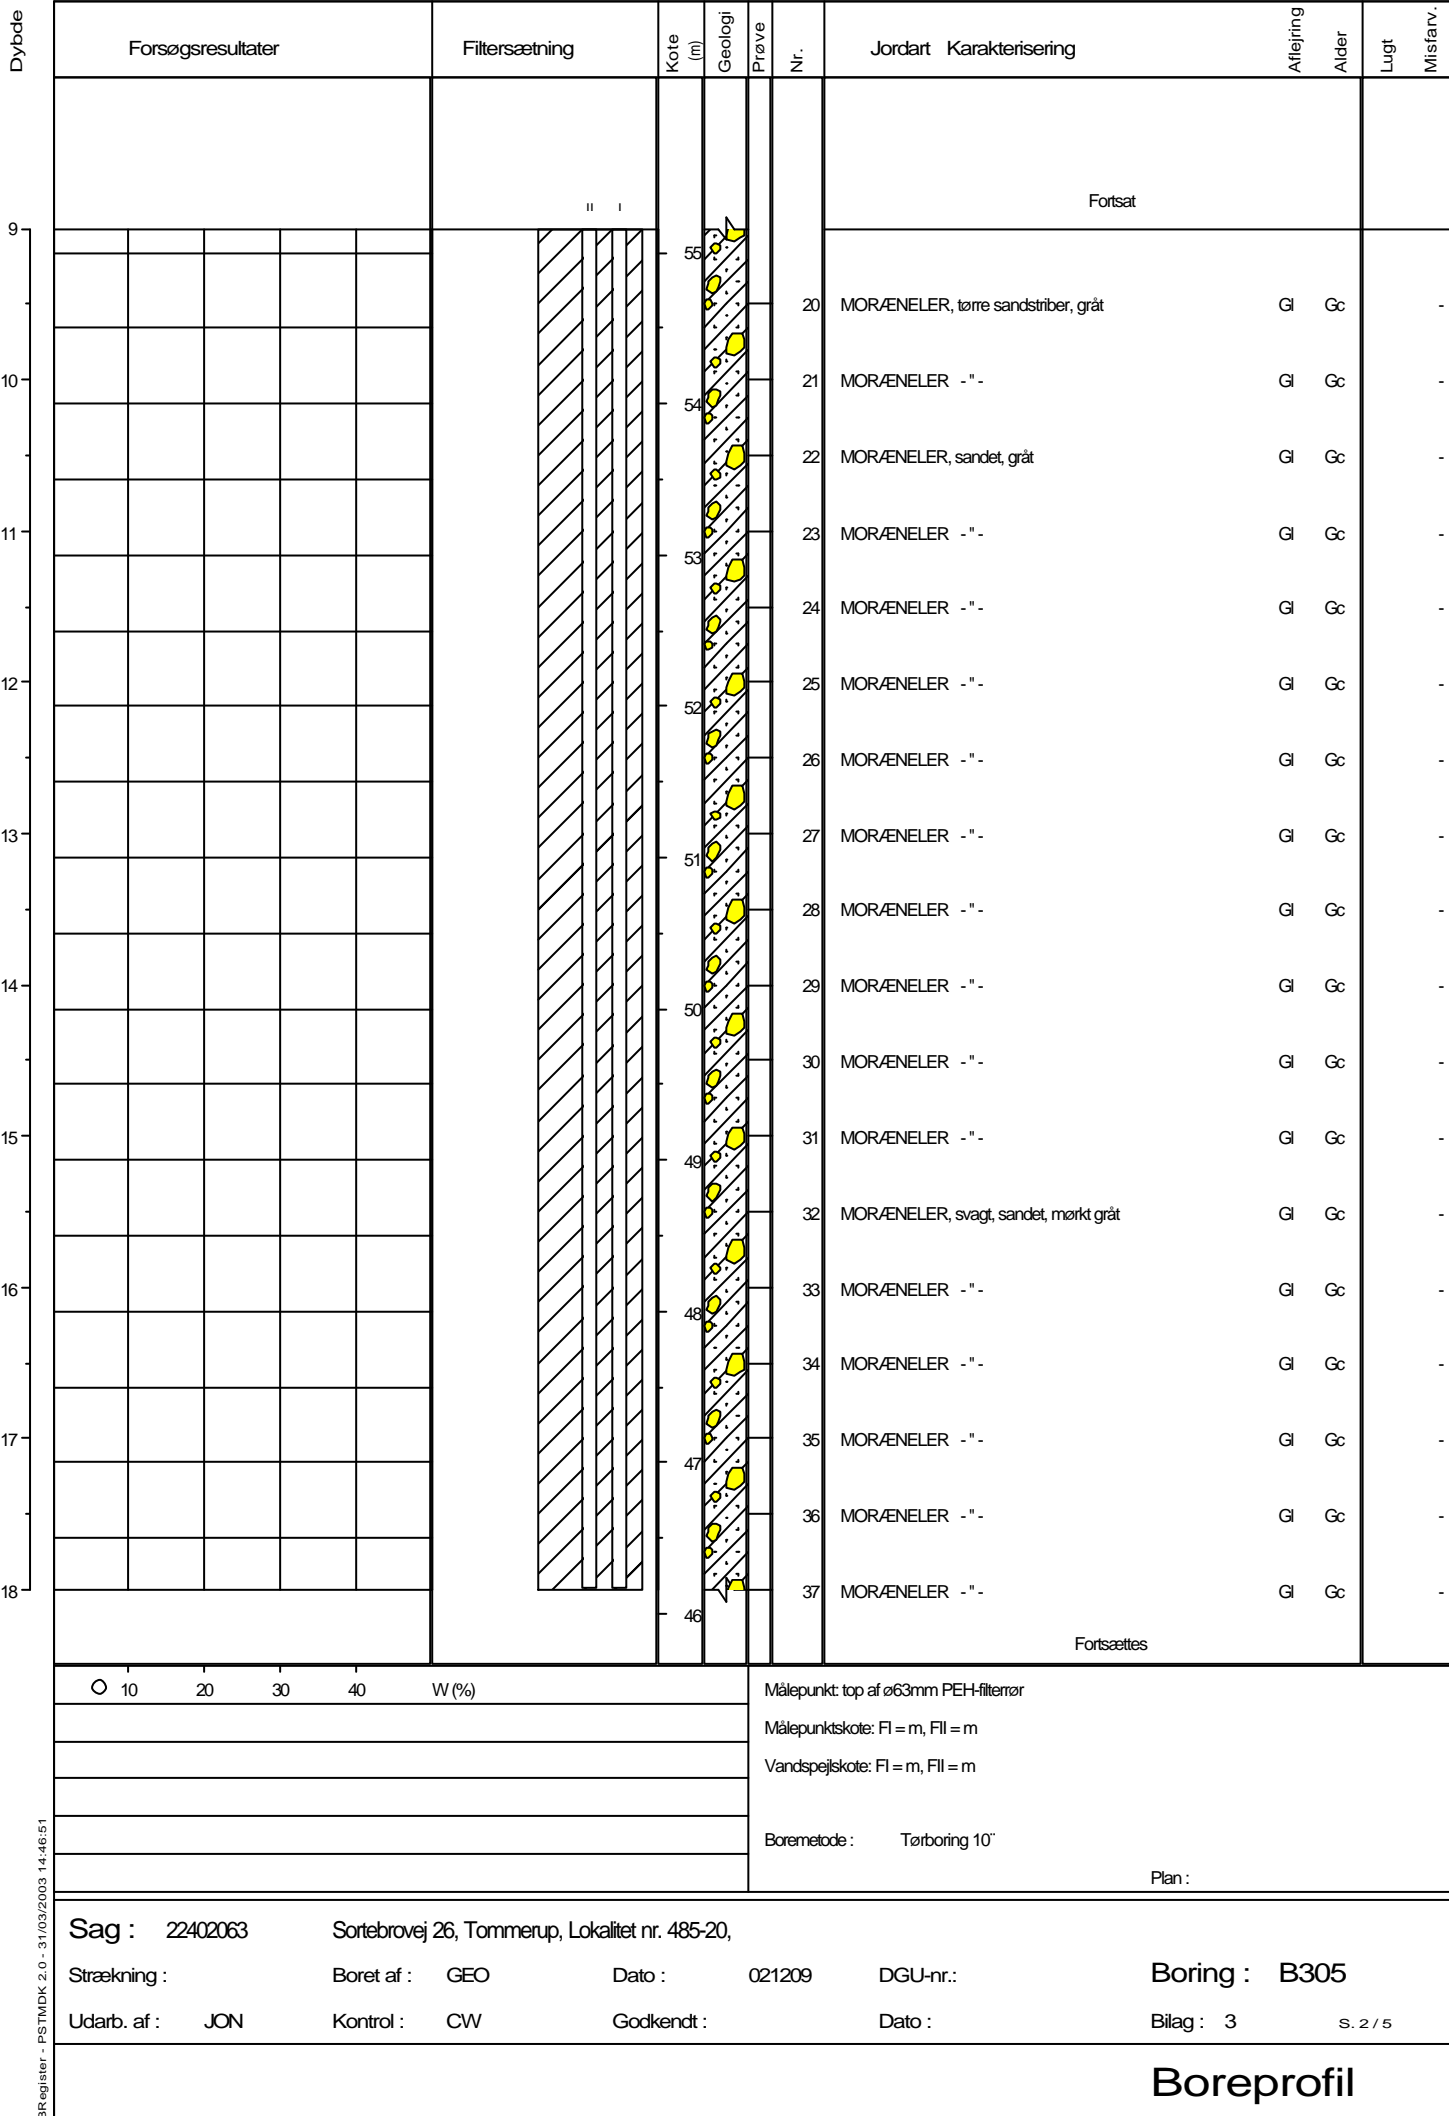 Dybde Forsøgsresultater Filtersætning Kote (m) Geologi Prøve Nr. Jordart Karakterisering Aflejring Alder Lugt Misfarv.
Fortsat
II I
9
55
20 MORÆNELER, tørre sandstriber, gråt Gl Gc -
10 21 MORÆNELER - " - Gl Gc -
54
22 MORÆNELER, sandet, gråt Gl Gc -
11 23 MORÆNELER - " - Gl Gc -
53
24 MORÆNELER - " - Gl Gc -
12 25 MORÆNELER - " - Gl Gc -
52
26 MORÆNELER - " - Gl Gc -
13 27 MORÆNELER - " - Gl Gc -
51
28 MORÆNELER - " - Gl Gc -
14 29 MORÆNELER - " - Gl Gc -
50
30 MORÆNELER - " - Gl Gc -
15 31 MORÆNELER - " - Gl Gc -
49
32 MORÆNELER, svagt, sandet, mørkt gråt Gl Gc -
16 33 MORÆNELER - " - Gl Gc -
48
34 MORÆNELER - " - Gl Gc -
17 35 MORÆNELER - " - Gl Gc -
47
36 MORÆNELER - " - Gl Gc -
18 37 MORÆNELER - " - Gl Gc -
46
Fortsættes
10 20 30 40 W (%)
Målepunkt: top af ø63mm PEH-filterrør
Målepunktskote: FI = m, FII = m
Vandspejlskote: FI = m, FII = m
Boremetode : Tørboring 10¨
Plan :
Sag : 22402063 Sortebrovej 26, Tommerup, Lokalitet nr. 485-20,
Strækning : Boret af : GEO Dato : 021209 DGU-nr.: Boring : B305
Udarb. af : JON Kontrol : CW Godkendt : Dato : Bilag : 3 S. 2 / 5
Boreprofil
BRegister - PSTMDK 2.0 - 31/03/2003 14:46:51